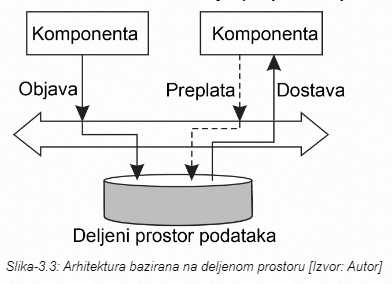 Komponenta Komponenta
Objava Preplata Dostava
Deljeni prostor podataka
Slika-3.3: Arhitektura bazirana na deljenom prostoru [Izvor: Autor]